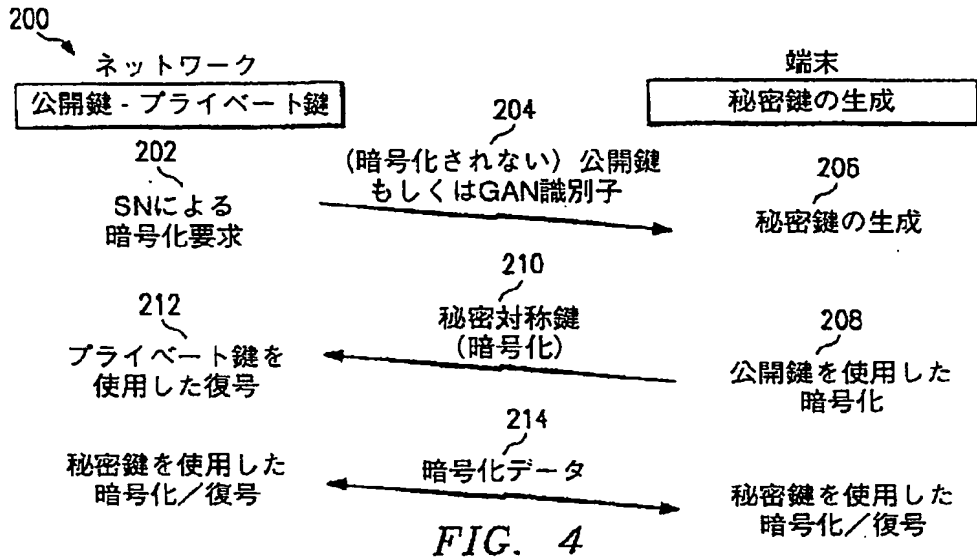 200
ネットワーク
端末
公開鍵 - プライベート鍵
秘密鍵の生成
202
SNによる
暗号化要求
204
(暗号化されない) 公開鍵
もしくはGAN識別子
206
秘密鍵の生成
210
秘密対称鍵
(暗号化)
212
プライベート鍵を
使用した復号
208
公開鍵を使用した
暗号化
214
暗号化データ
秘密鍵を使用した
暗号化/復号
秘密鍵を使用した
暗号化/復号
FIG. 4